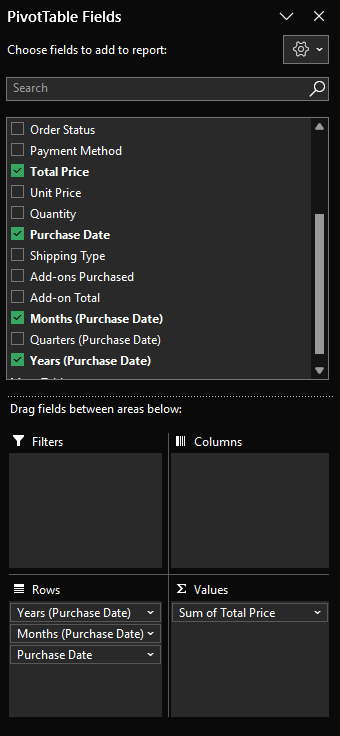 PivotTable Fields
Choose fields to add to report:
Search
Order Status
Payment Method
Total Price
Unit Price
Quantity
Purchase Date
Shipping Type
Add-ons Purchased
Add-on Total
Months (Purchase Date)
Quarters (Purchase Date)
Years (Purchase Date)
Drag fields between areas below:
Filters
Columns
Rows
Σ Values
Years (Purchase Date)
Sum of Total Price
Months (Purchase Date)
Purchase Date